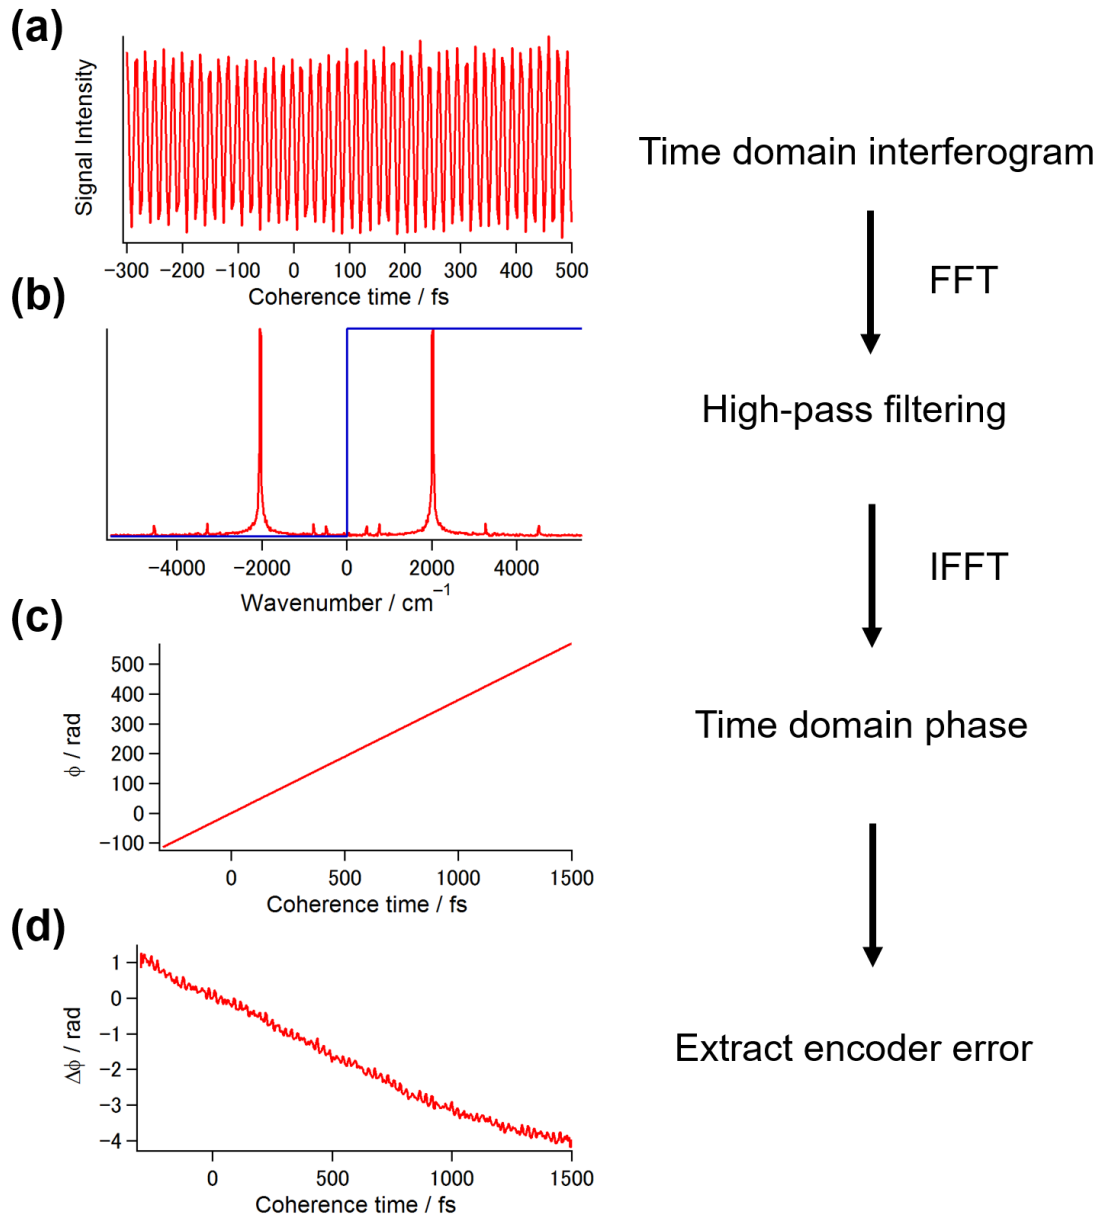 (a)
Signal Intensity
−300 −200 −100 0 100 200 300 400 500
Coherence time / fs
Time domain interferogram
FFT
(b)
−4000 −2000 0 2000 4000
Wavenumber / cm⁻¹
High-pass filtering
IFFT
(c)
500
400
300
200
100
0
−100
ϕ / rad
0 500 1000 1500
Coherence time / fs
Time domain phase
(d)
1
0
−1
−2
−3
−4
Δϕ / rad
0 500 1000 1500
Coherence time / fs
Extract encoder error